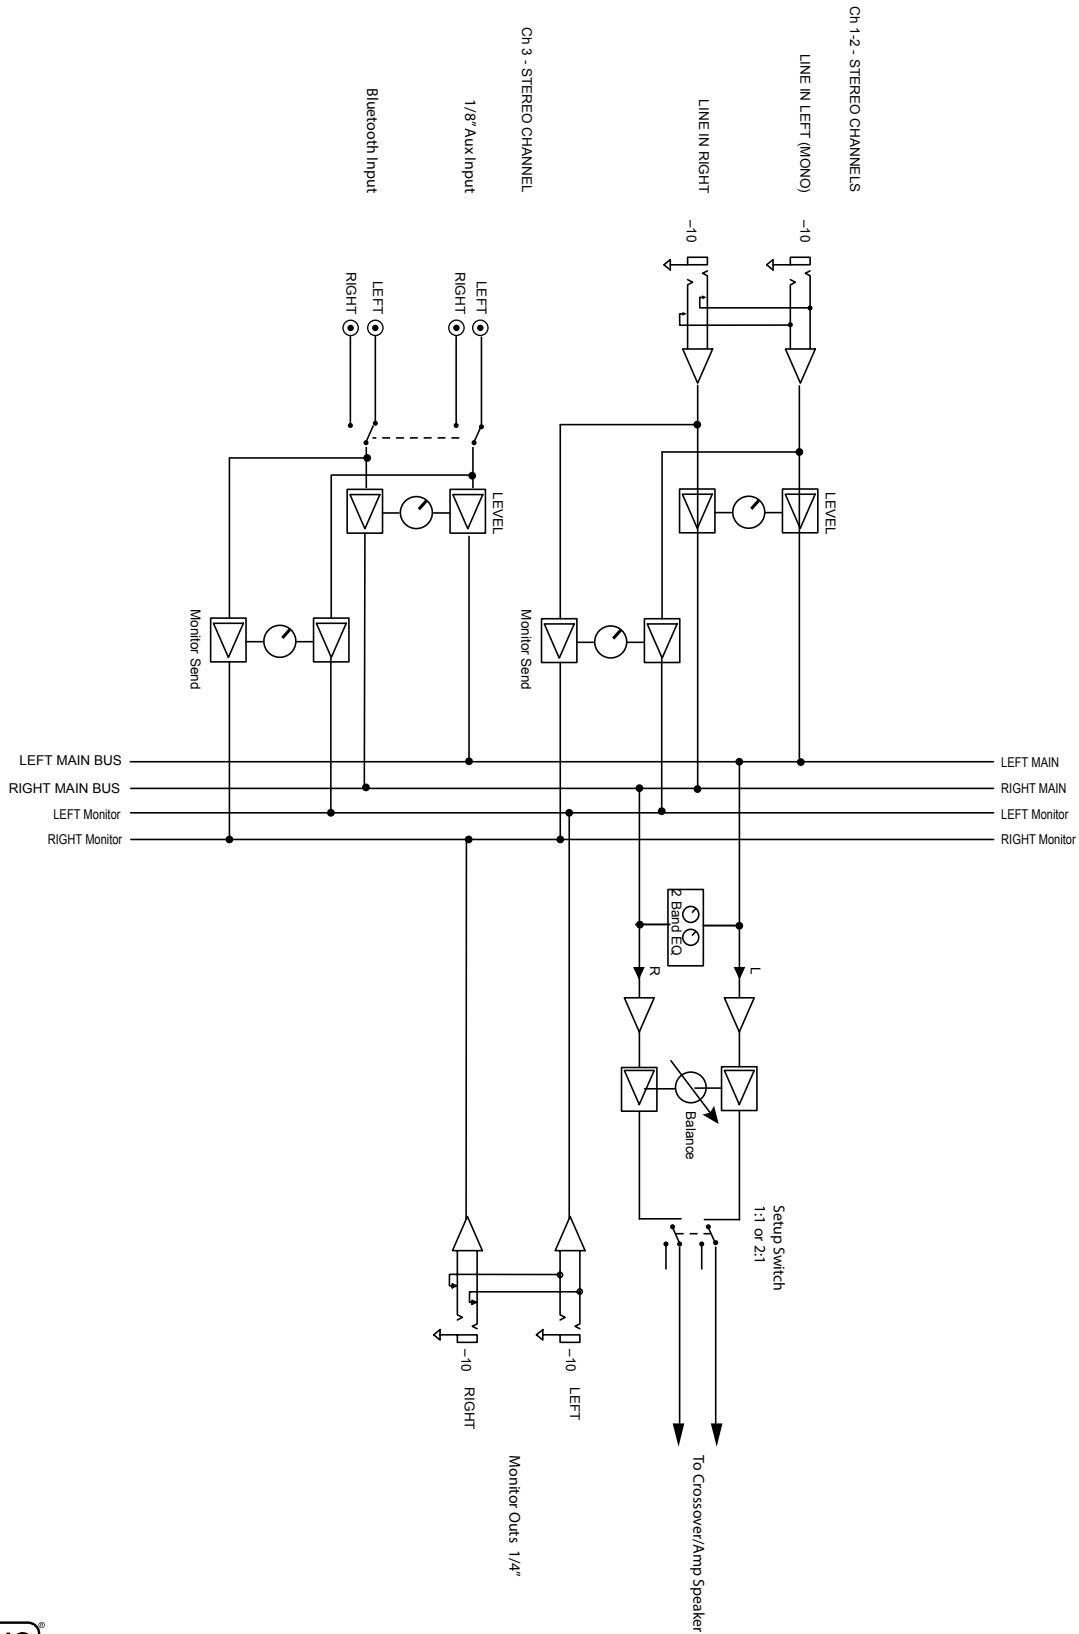 Ch 1-2 - STEREO CHANNELS
LINE IN LEFT (MONO)
–10
LINE IN RIGHT
–10
LEVEL
Monitor Send
Ch 3 - STEREO CHANNEL
1/8" Aux Input
LEFT
RIGHT
Bluetooth Input
LEFT
RIGHT
LEVEL
Monitor Send
LEFT MAIN BUS
RIGHT MAIN BUS
LEFT Monitor
RIGHT Monitor
LEFT MAIN
RIGHT MAIN
LEFT Monitor
RIGHT Monitor
2 Band EQ
L
R
Balance
Setup Switch
1:1 or 2:1
To Crossover/Amp Speaker
–10 LEFT
–10 RIGHT
Monitor Outs 1/4"
®